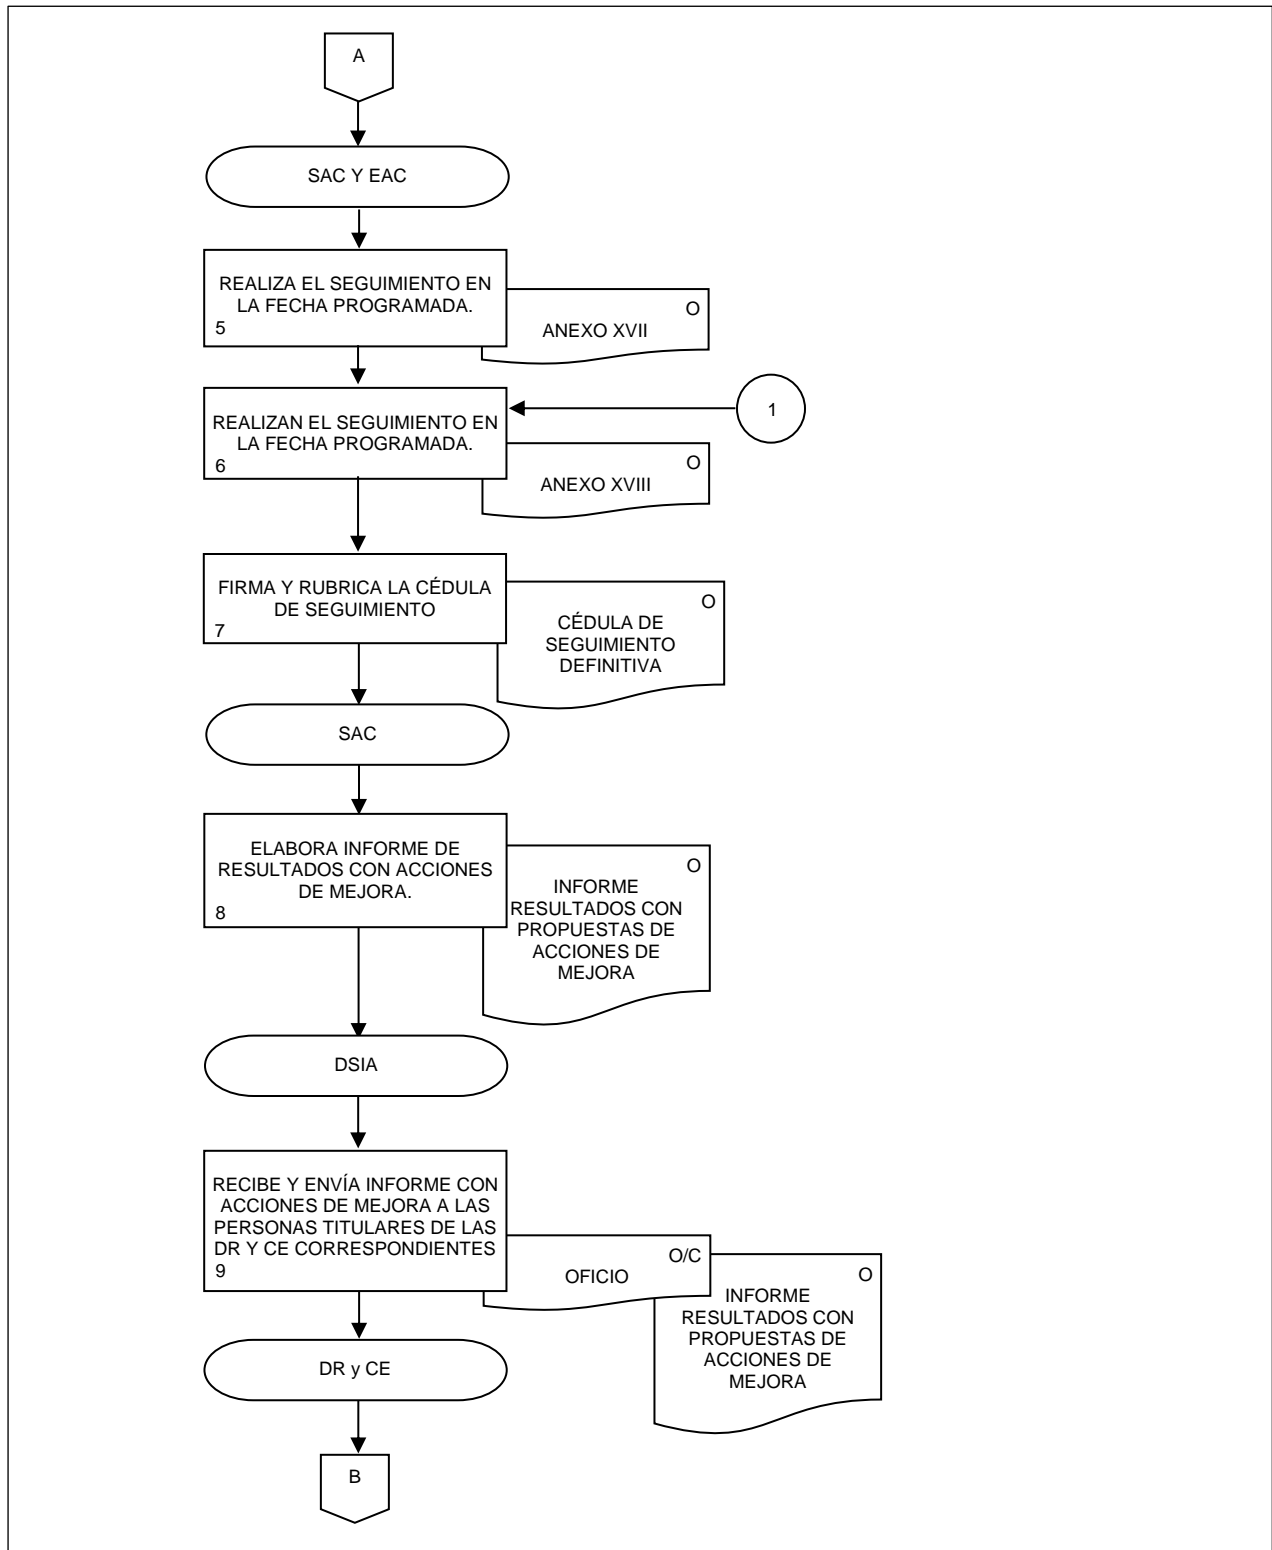 A
SAC Y EAC
REALIZA EL SEGUIMIENTO EN
LA FECHA PROGRAMADA.
5
O
ANEXO XVII
REALIZAN EL SEGUIMIENTO EN
LA FECHA PROGRAMADA.
6
1
O
ANEXO XVIII
FIRMA Y RUBRICA LA CÉDULA
DE SEGUIMIENTO
7
O
CÉDULA DE
SEGUIMIENTO
DEFINITIVA
SAC
ELABORA INFORME DE
RESULTADOS CON ACCIONES
DE MEJORA.
8
O
INFORME
RESULTADOS CON
PROPUESTAS DE
ACCIONES DE
MEJORA
DSIA
RECIBE Y ENVÍA INFORME CON
ACCIONES DE MEJORA A LAS
PERSONAS TITULARES DE LAS
DR Y CE CORRESPONDIENTES
9
O/C
OFICIO
O
INFORME
RESULTADOS CON
PROPUESTAS DE
ACCIONES DE
MEJORA
DR y CE
B